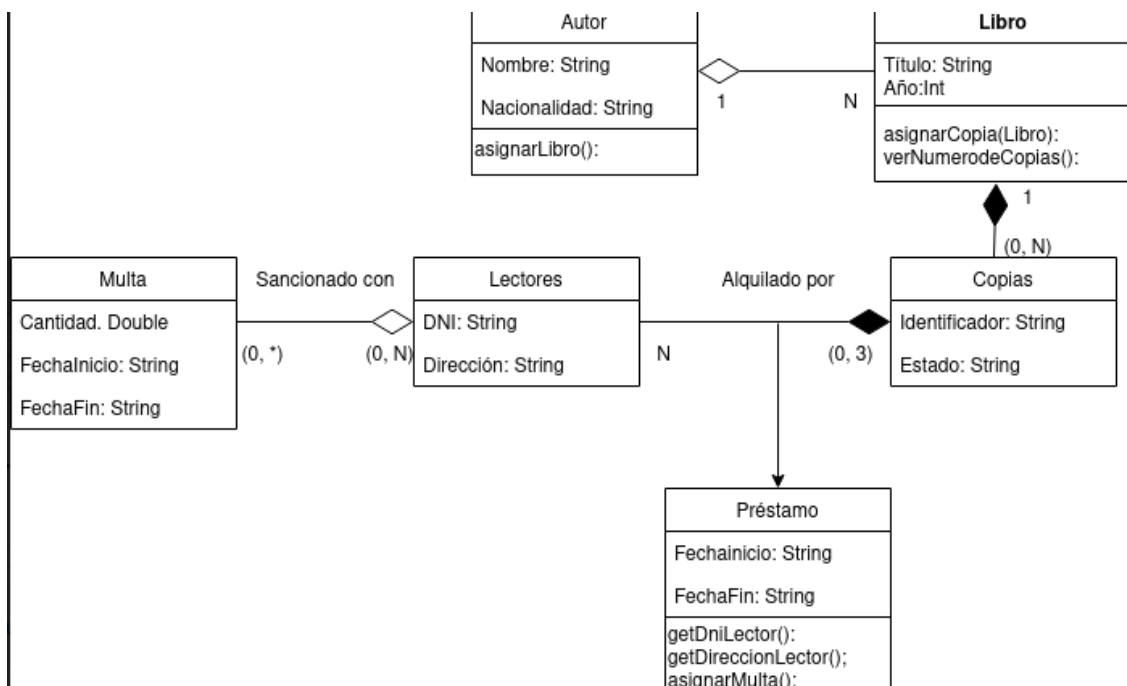 Autor
Nombre: String
Nacionalidad: String
asignarLibro():
1
N
Libro
Título: String
Año:Int
asignarCopia(Libro):
verNumerodeCopias():
1
(0, N)
Multa
Cantidad. Double
FechaInicio: String
FechaFin: String
Sancionado con
(0, *)
(0, N)
Lectores
DNI: String
Dirección: String
Alquilado por
N
(0, 3)
Copias
Identificador: String
Estado: String
Préstamo
Fechainicio: String
FechaFin: String
getDniLector():
getDireccionLector();
asignarMulta():